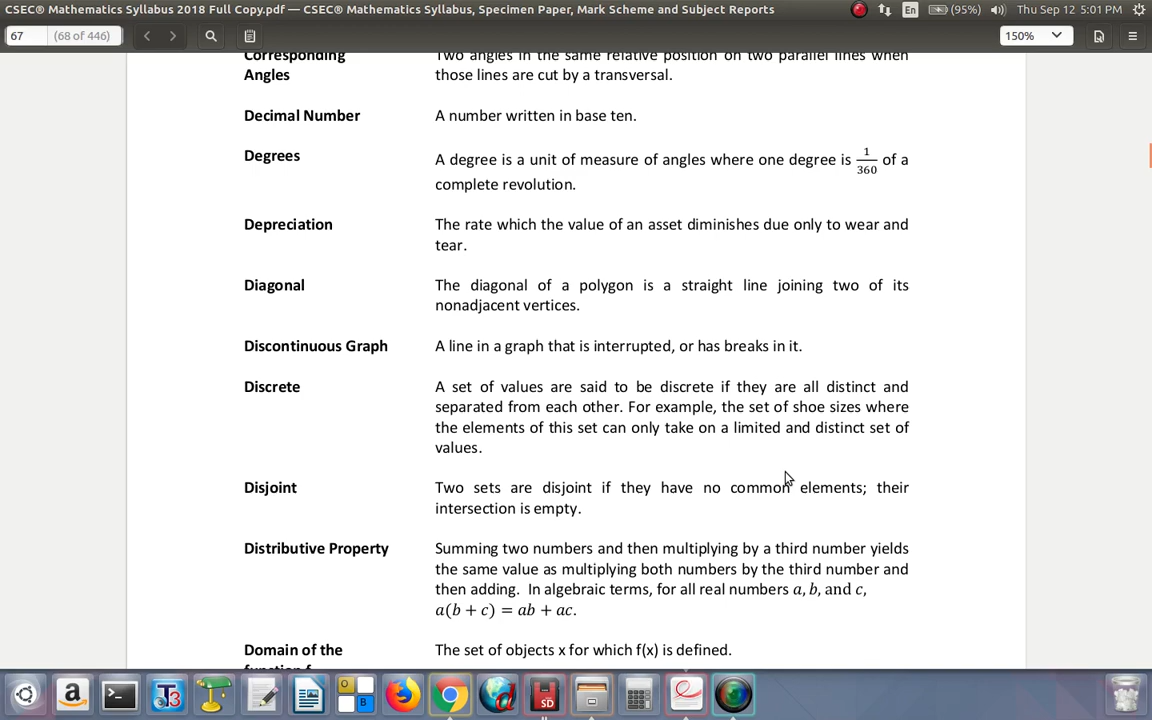 CSEC® Mathematics Syllabus 2018 Full Copy.pdf — CSEC® Mathematics Syllabus, Specimen Paper, Mark Scheme and Subject Reports
En
(95%)
Thu Sep 12 5:01 PM
67 (68 of 446)
150%
Corresponding Angles
Two angles in the same relative position on two parallel lines when
those lines are cut by a transversal.
Decimal Number
A number written in base ten.
Degrees
A degree is a unit of measure of angles where one degree is 1/360 of a
complete revolution.
Depreciation
The rate which the value of an asset diminishes due only to wear and
tear.
Diagonal
The diagonal of a polygon is a straight line joining two of its
nonadjacent vertices.
Discontinuous Graph
A line in a graph that is interrupted, or has breaks in it.
Discrete
A set of values are said to be discrete if they are all distinct and
separated from each other. For example, the set of shoe sizes where
the elements of this set can only take on a limited and distinct set of
values.
Disjoint
Two sets are disjoint if they have no common elements; their
intersection is empty.
Distributive Property
Summing two numbers and then multiplying by a third number yields
the same value as multiplying both numbers by the third number and
then adding. In algebraic terms, for all real numbers a, b, and c,
a(b + c) = ab + ac.
Domain of the
function f
The set of objects x for which f(x) is defined.